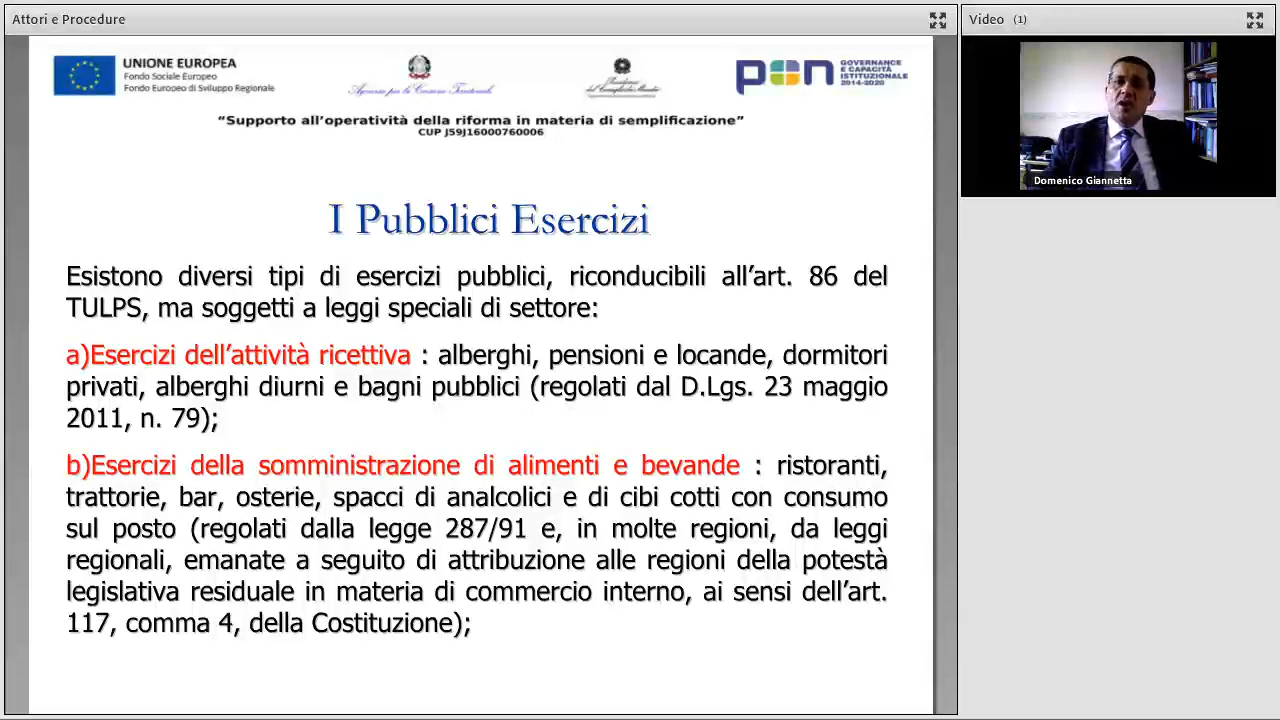 Attori e Procedure
Video (1)
UNIONE EUROPEA
Fondo Sociale Europeo
Fondo Europeo di Sviluppo Regionale
Agenzia per la Coesione Territoriale
pon
GOVERNANCE
E CAPACITÀ
ISTITUZIONALE
2014-2020
“Supporto all’operatività della riforma in materia di semplificazione”
CUP J59J16000760006
Domenico Giannetta
I Pubblici Esercizi
Esistono diversi tipi di esercizi pubblici, riconducibili all’art. 86 del
TULPS, ma soggetti a leggi speciali di settore:
a)Esercizi dell’attività ricettiva : alberghi, pensioni e locande, dormitori
privati, alberghi diurni e bagni pubblici (regolati dal D.Lgs. 23 maggio
2011, n. 79);
b)Esercizi della somministrazione di alimenti e bevande : ristoranti,
trattorie, bar, osterie, spacci di analcolici e di cibi cotti con consumo
sul posto (regolati dalla legge 287/91 e, in molte regioni, da leggi
regionali, emanate a seguito di attribuzione alle regioni della potestà
legislativa residuale in materia di commercio interno, ai sensi dell’art.
117, comma 4, della Costituzione);